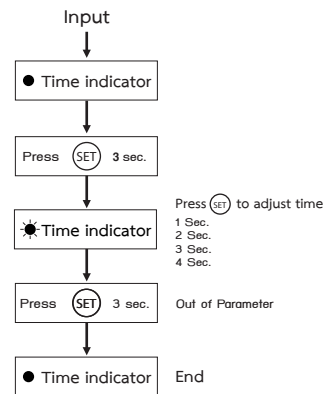 Input
Time indicator
Press SET 3 sec.
Time indicator
Press SET to adjust time
1 Sec.
2 Sec.
3 Sec.
4 Sec.
Press SET 3 sec.
Out of Parameter
Time indicator
End